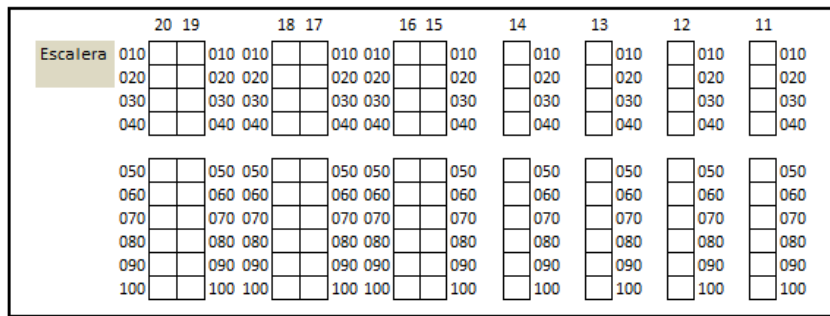 20 19 18 17 16 15 14 13 12 11
Escalera 010 010 010 010 010 010 010 010 010 010
020 020 020 020 020 020 020 020 020 020
030 030 030 030 030 030 030 030 030 030
040 040 040 040 040 040 040 040 040 040
050 050 050 050 050 050 050 050 050 050
060 060 060 060 060 060 060 060 060 060
070 070 070 070 070 070 070 070 070 070
080 080 080 080 080 080 080 080 080 080
090 090 090 090 090 090 090 090 090 090
100 100 100 100 100 100 100 100 100 100